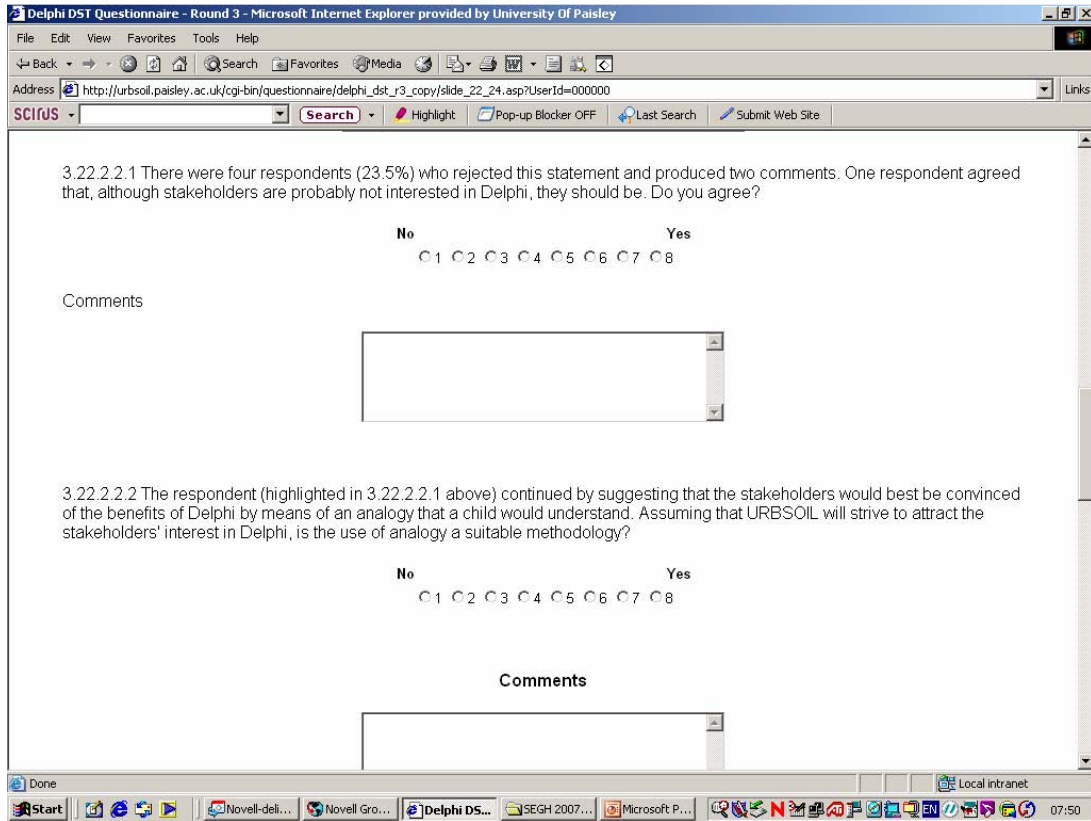 Delphi DST Questionnaire - Round 3 - Microsoft Internet Explorer provided by University Of Paisley
File Edit View Favorites Tools Help
Back Search Favorites Media
Address http://urbsoil.paisley.ac.uk/cgi-bin/questionnaire/delphi_dst_r3_copy/slide_22_24.asp?UserId=000000 Links
SCIrUS Search Highlight Pop-up Blocker OFF Last Search Submit Web Site
3.22.2.2.1 There were four respondents (23.5%) who rejected this statement and produced two comments. One respondent agreed
that, although stakeholders are probably not interested in Delphi, they should be. Do you agree?
No Yes
1 2 3 4 5 6 7 8
Comments
3.22.2.2.2 The respondent (highlighted in 3.22.2.2.1 above) continued by suggesting that the stakeholders would best be convinced
of the benefits of Delphi by means of an analogy that a child would understand. Assuming that URBSOIL will strive to attract the
stakeholders' interest in Delphi, is the use of analogy a suitable methodology?
No Yes
1 2 3 4 5 6 7 8
Comments
Done Local intranet
Start Novell-deli... Novell Gro... Delphi DS... SEGH 2007... Microsoft P... EN 07:50